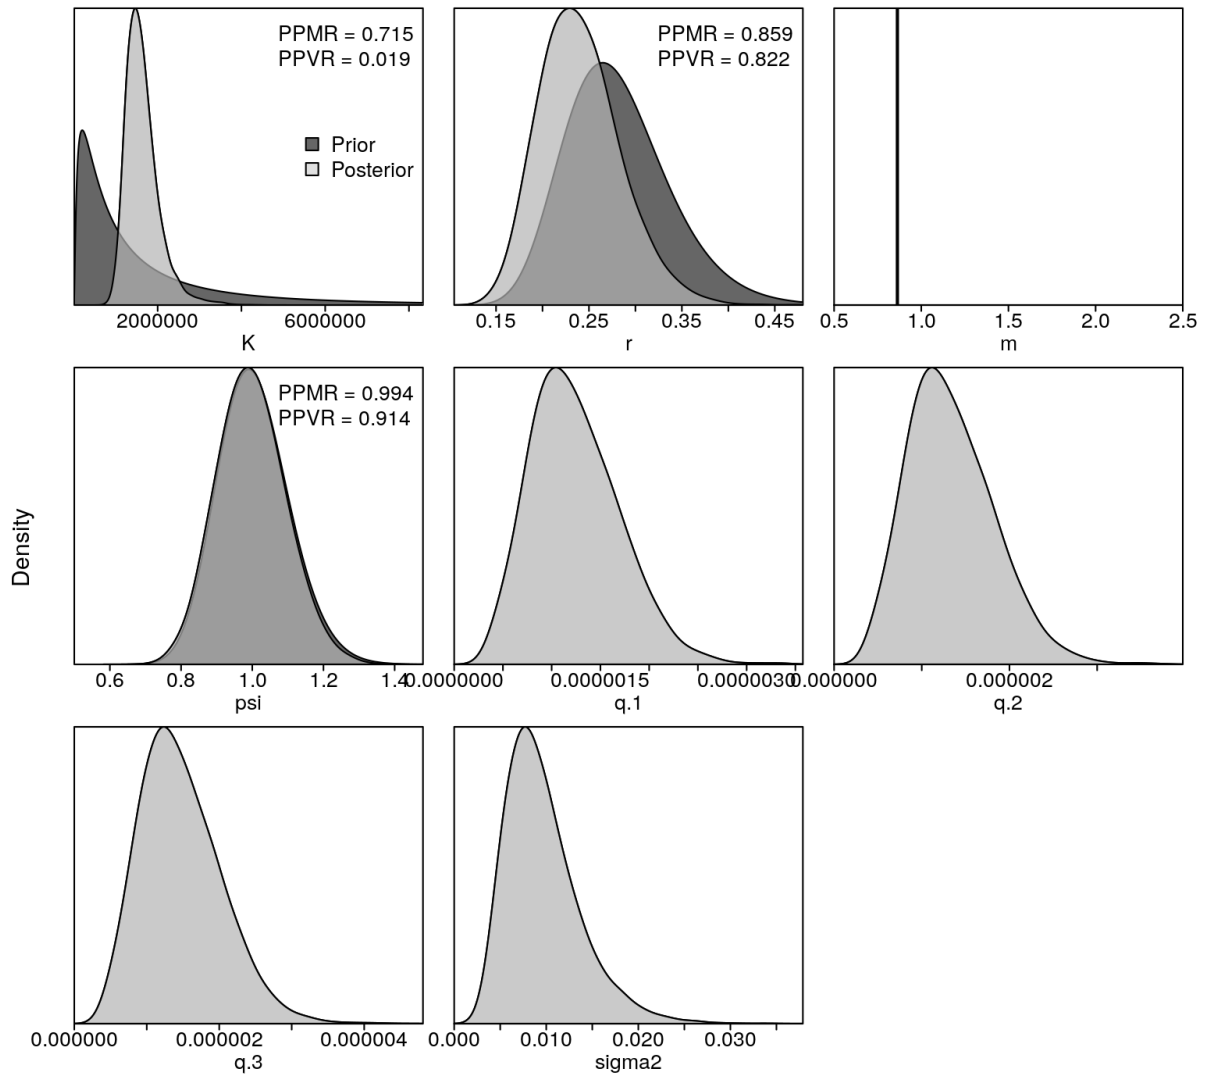 PPMR = 0.715
PPVR = 0.019
Prior
Posterior
2000000 6000000
K
PPMR = 0.859
PPVR = 0.822
0.15 0.25 0.35 0.45
r
0.5 1.0 1.5 2.0 2.5
m
Density
PPMR = 0.994
PPVR = 0.914
0.6 0.8 1.0 1.2 1.4
psi
0.0000000 0.0000015 0.0000030
q.1
0.000000 0.000002
q.2
0.000000 0.000002 0.000004
q.3
0.000 0.010 0.020 0.030
sigma2